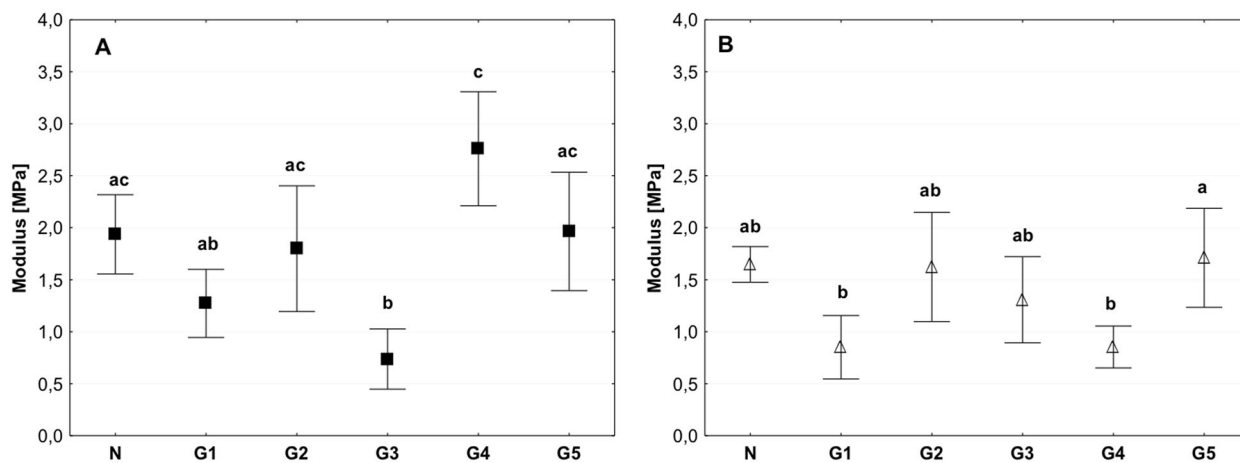 A
Modulus [MPa]
4,0
3,5
3,0
2,5
2,0
1,5
1,0
0,5
0,0
ac
ab
ac
b
c
ac
N G1 G2 G3 G4 G5
B
Modulus [MPa]
4,0
3,5
3,0
2,5
2,0
1,5
1,0
0,5
0,0
ab
b
ab
ab
b
a
N G1 G2 G3 G4 G5